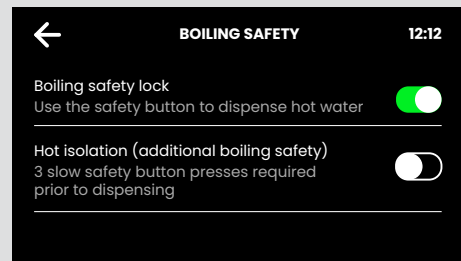 BOILING SAFETY 12:12
Boiling safety lock
Use the safety button to dispense hot water
Hot isolation (additional boiling safety)
3 slow safety button presses required
prior to dispensing